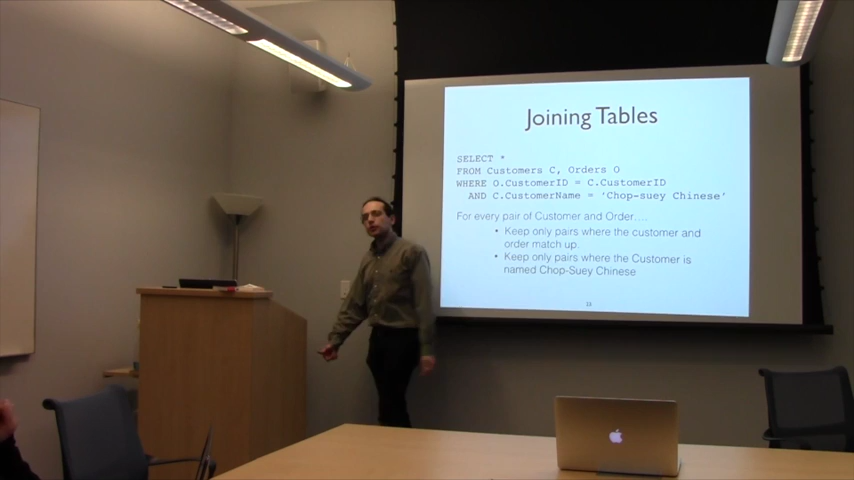 Joining Tables
SELECT *
FROM Customers C, Orders O
WHERE O.CustomerID = C.CustomerID
AND C.CustomerName = 'Chop-suey Chinese'
For every pair of Customer and Order....
• Keep only pairs where the customer and
order match up.
• Keep only pairs where the Customer is
named Chop-Suey Chinese